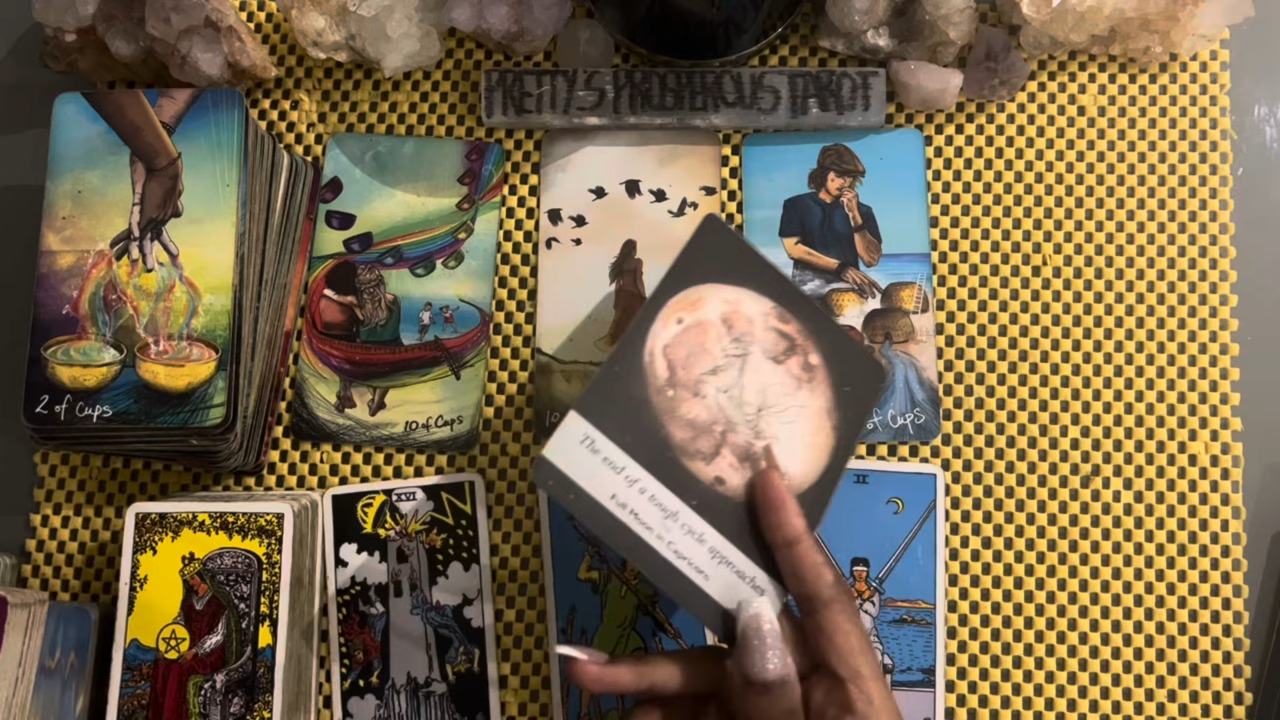 PRETTY'S PROSPEROUS TAROT
2 of Cups
10 of Cups
10
of Cups
The end of a tough cycle approaches
Full Moon in Capricorn
XVI
II